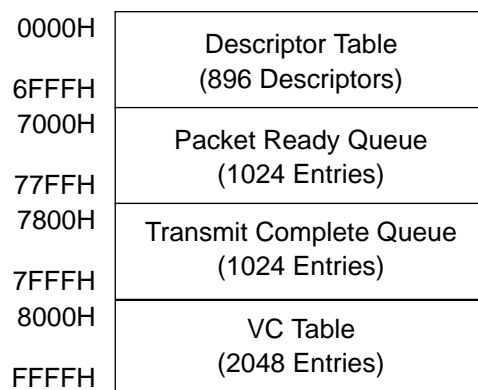 0000H
Descriptor Table
(896 Descriptors)
6FFFH
7000H
Packet Ready Queue
(1024 Entries)
77FFH
7800H
Transmit Complete Queue
(1024 Entries)
7FFFH
8000H
VC Table
(2048 Entries)
FFFFH